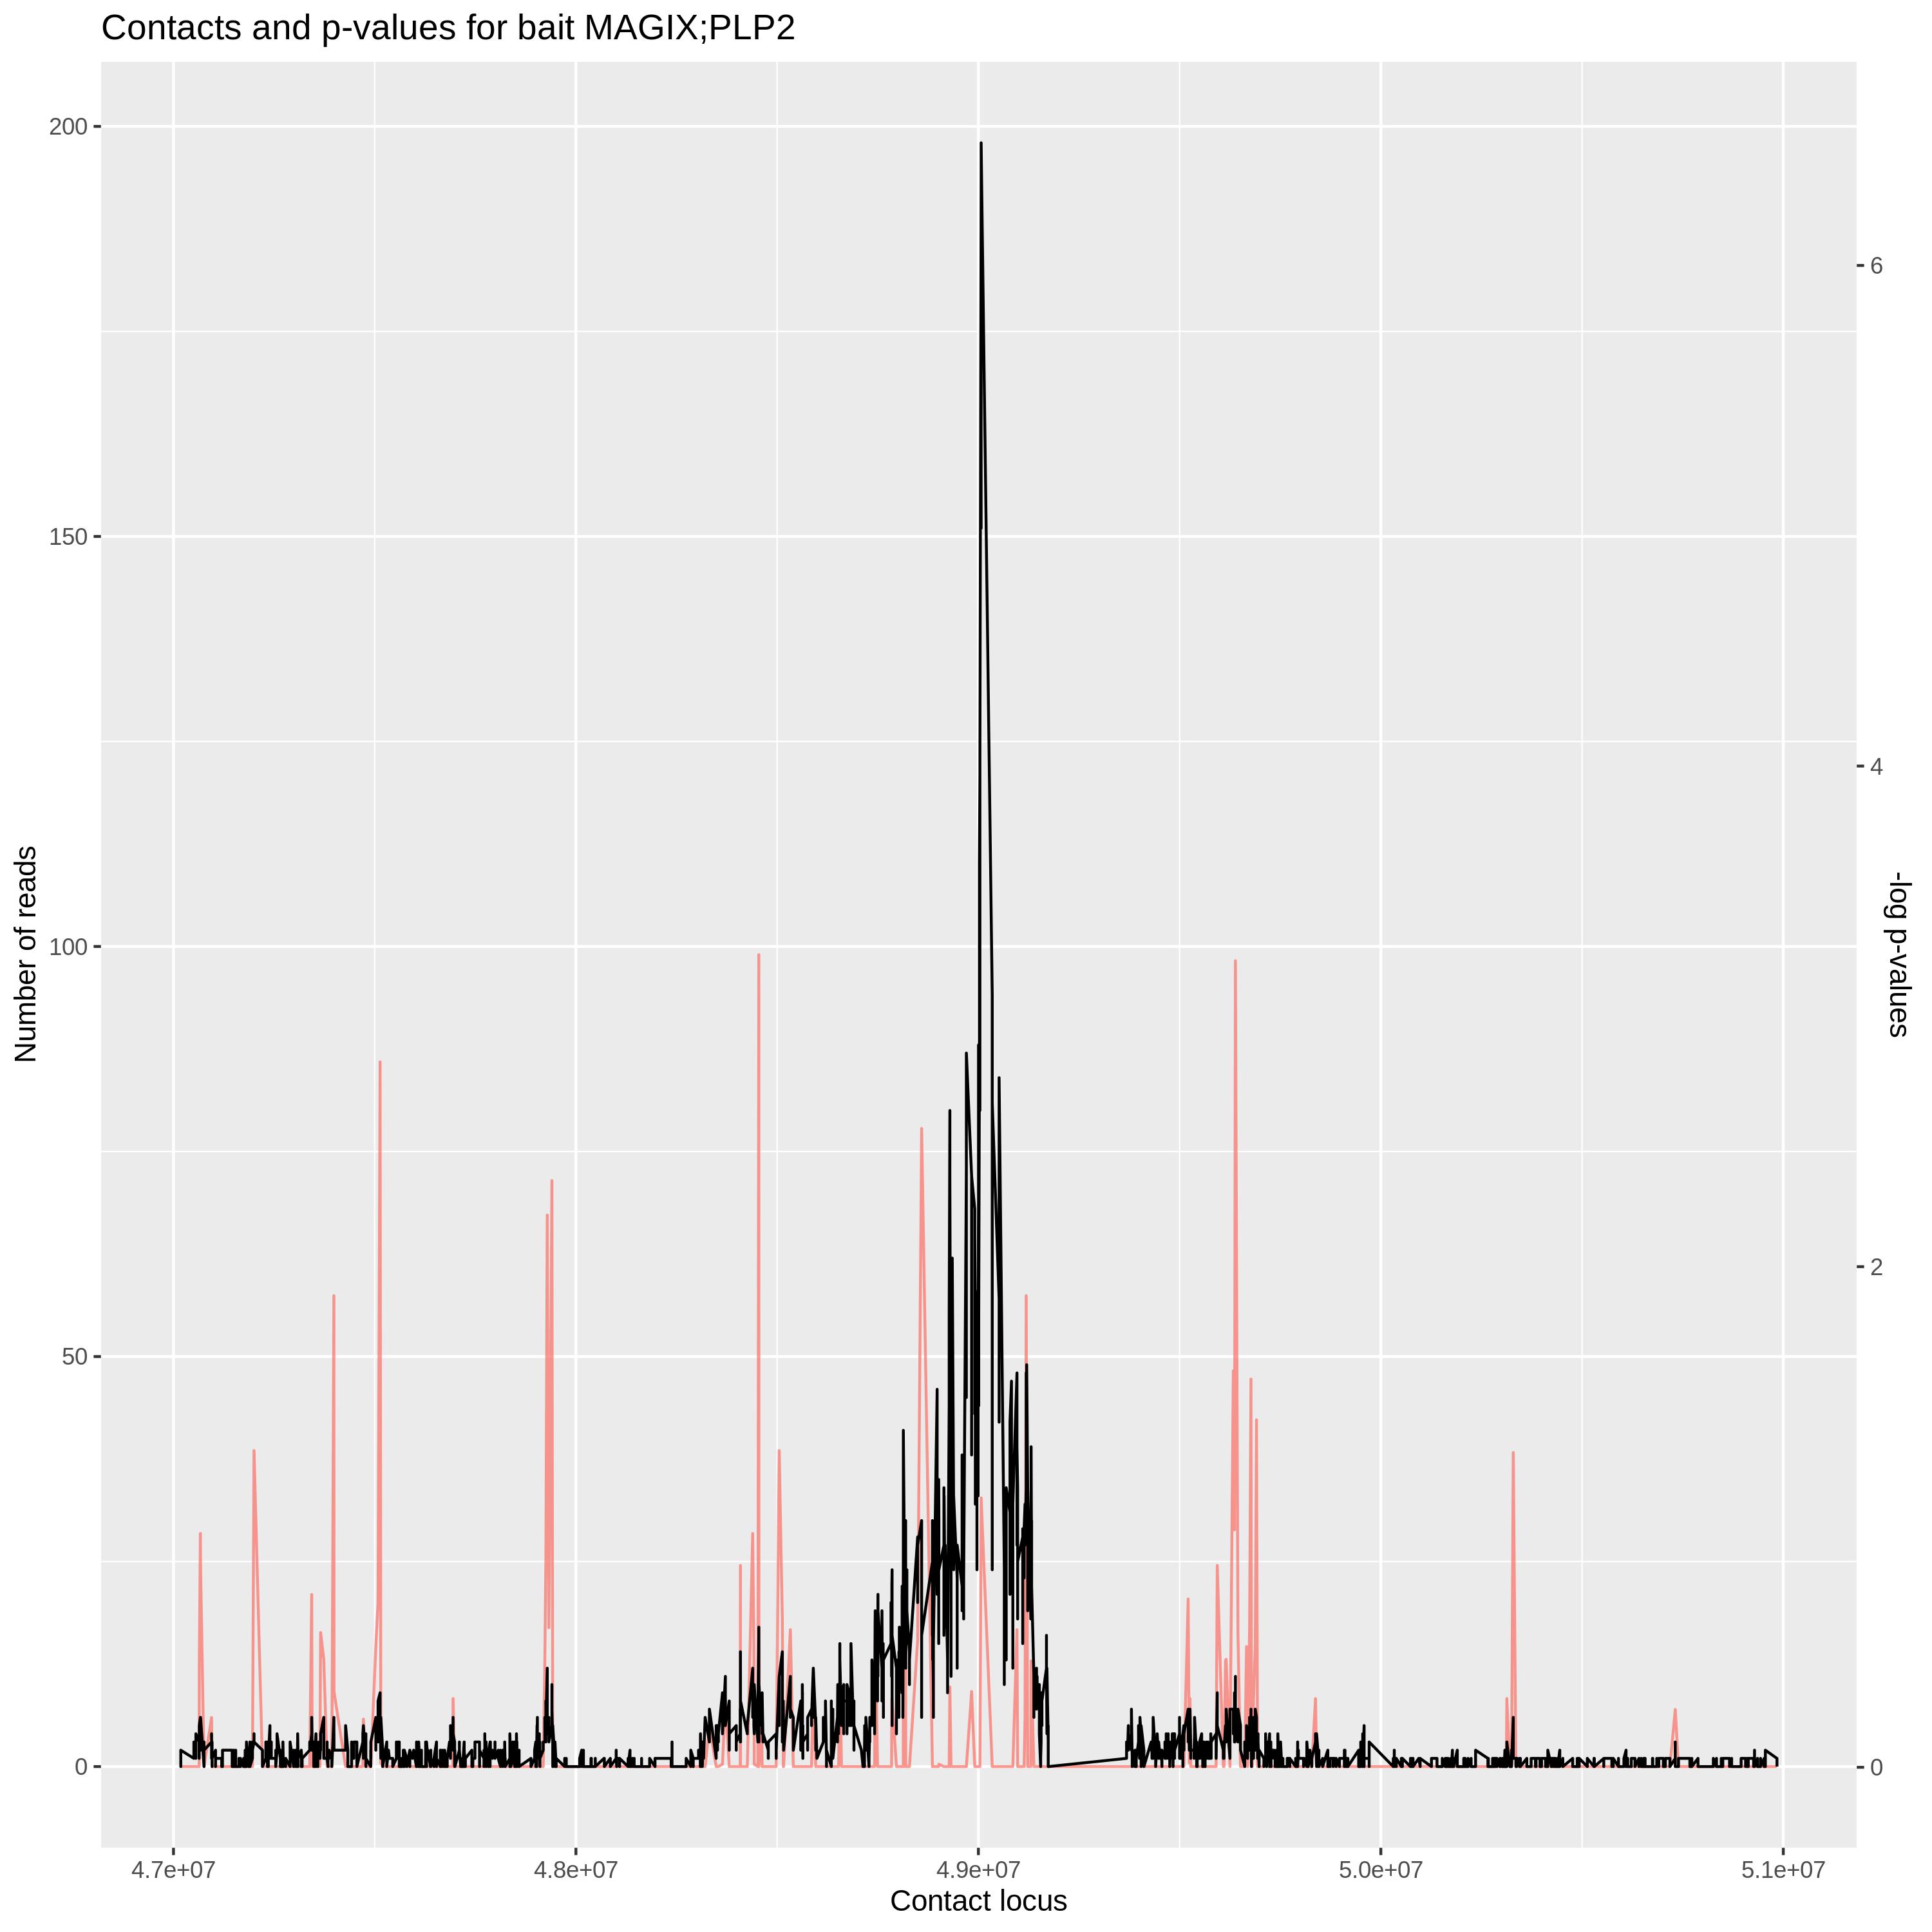 Contacts and p-values for bait MAGIX;PLP2
200
150
100
50
0
Number of reads
6
4
2
0
-log p-values
4.7e+07
4.8e+07
4.9e+07
5.0e+07
5.1e+07
Contact locus